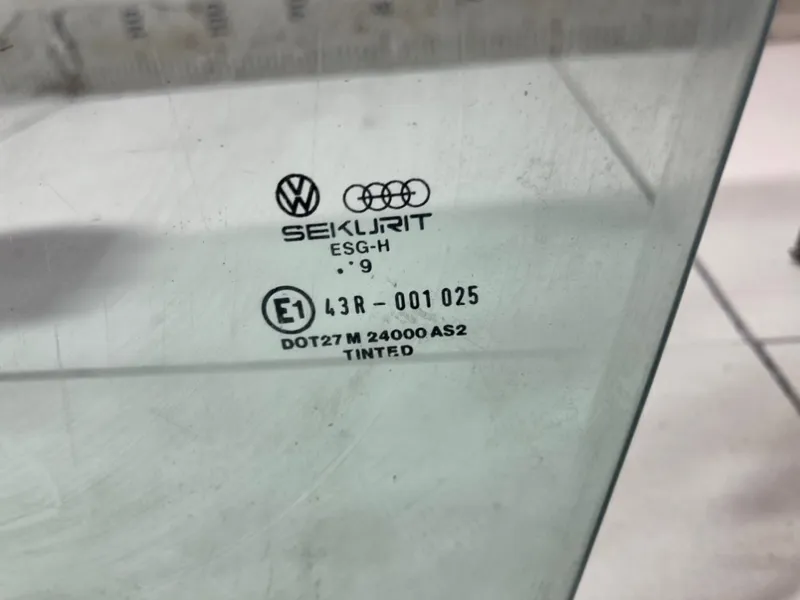 SEKURIT
ESG-H
. . 9
E1 43R - 001 025
DOT27 M 24000 AS2
TINTED